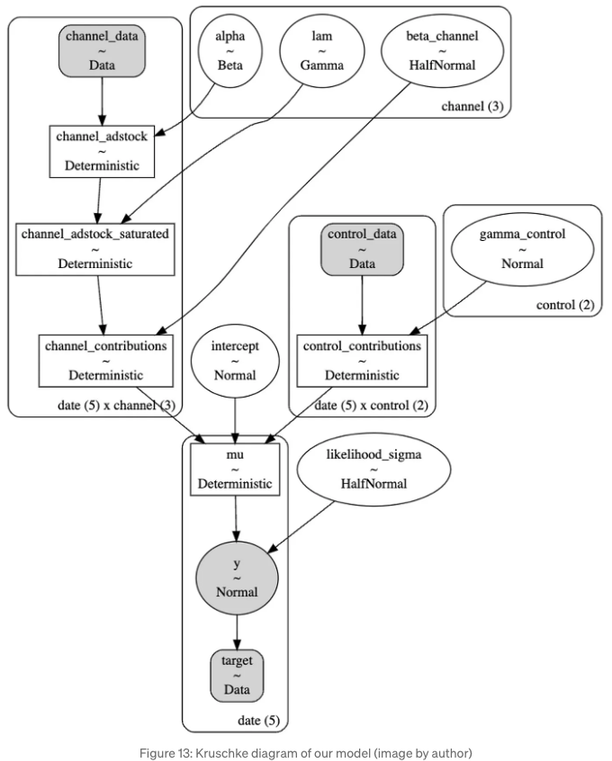 channel_data
~
Data
alpha
~
Beta
lam
~
Gamma
beta_channel
~
HalfNormal
channel (3)
channel_adstock
~
Deterministic
channel_adstock_saturated
~
Deterministic
control_data
~
Data
gamma_control
~
Normal
control (2)
channel_contributions
~
Deterministic
date (5) x channel (3)
intercept
~
Normal
control_contributions
~
Deterministic
date (5) x control (2)
mu
~
Deterministic
likelihood_sigma
~
HalfNormal
y
~
Normal
target
~
Data
date (5)
Figure 13: Kruschke diagram of our model (image by author)